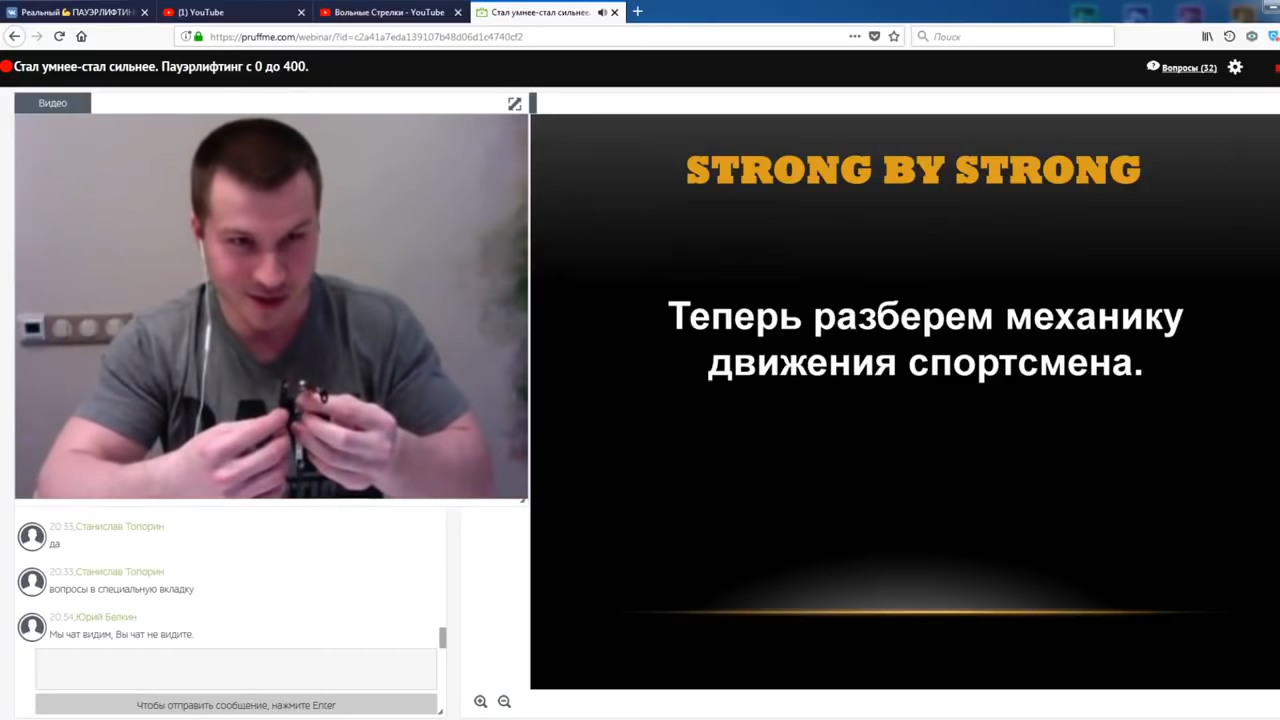 Реальный 💪 ПАУЭРЛИФТИН
(1) YouTube
Вольные Стрелки - YouTube
Стал умнее-стал сильнее.
https://pruffme.com/webinar/?id=c2a41a7eda139107b48d06d1c4740cf2
Поиск
Стал умнее-стал сильнее. Пауэрлифтинг с 0 до 400.
Вопросы (32)
Видео
STRONG BY STRONG
Теперь разберем механику
движения спортсмена.
20:33,Станислав Топорин
да
20:33,Станислав Топорин
вопросы в специальную вкладку
20:54,Юрий Белкин
Мы чат видим, Вы чат не видите.
Чтобы отправить сообщение, нажмите Enter